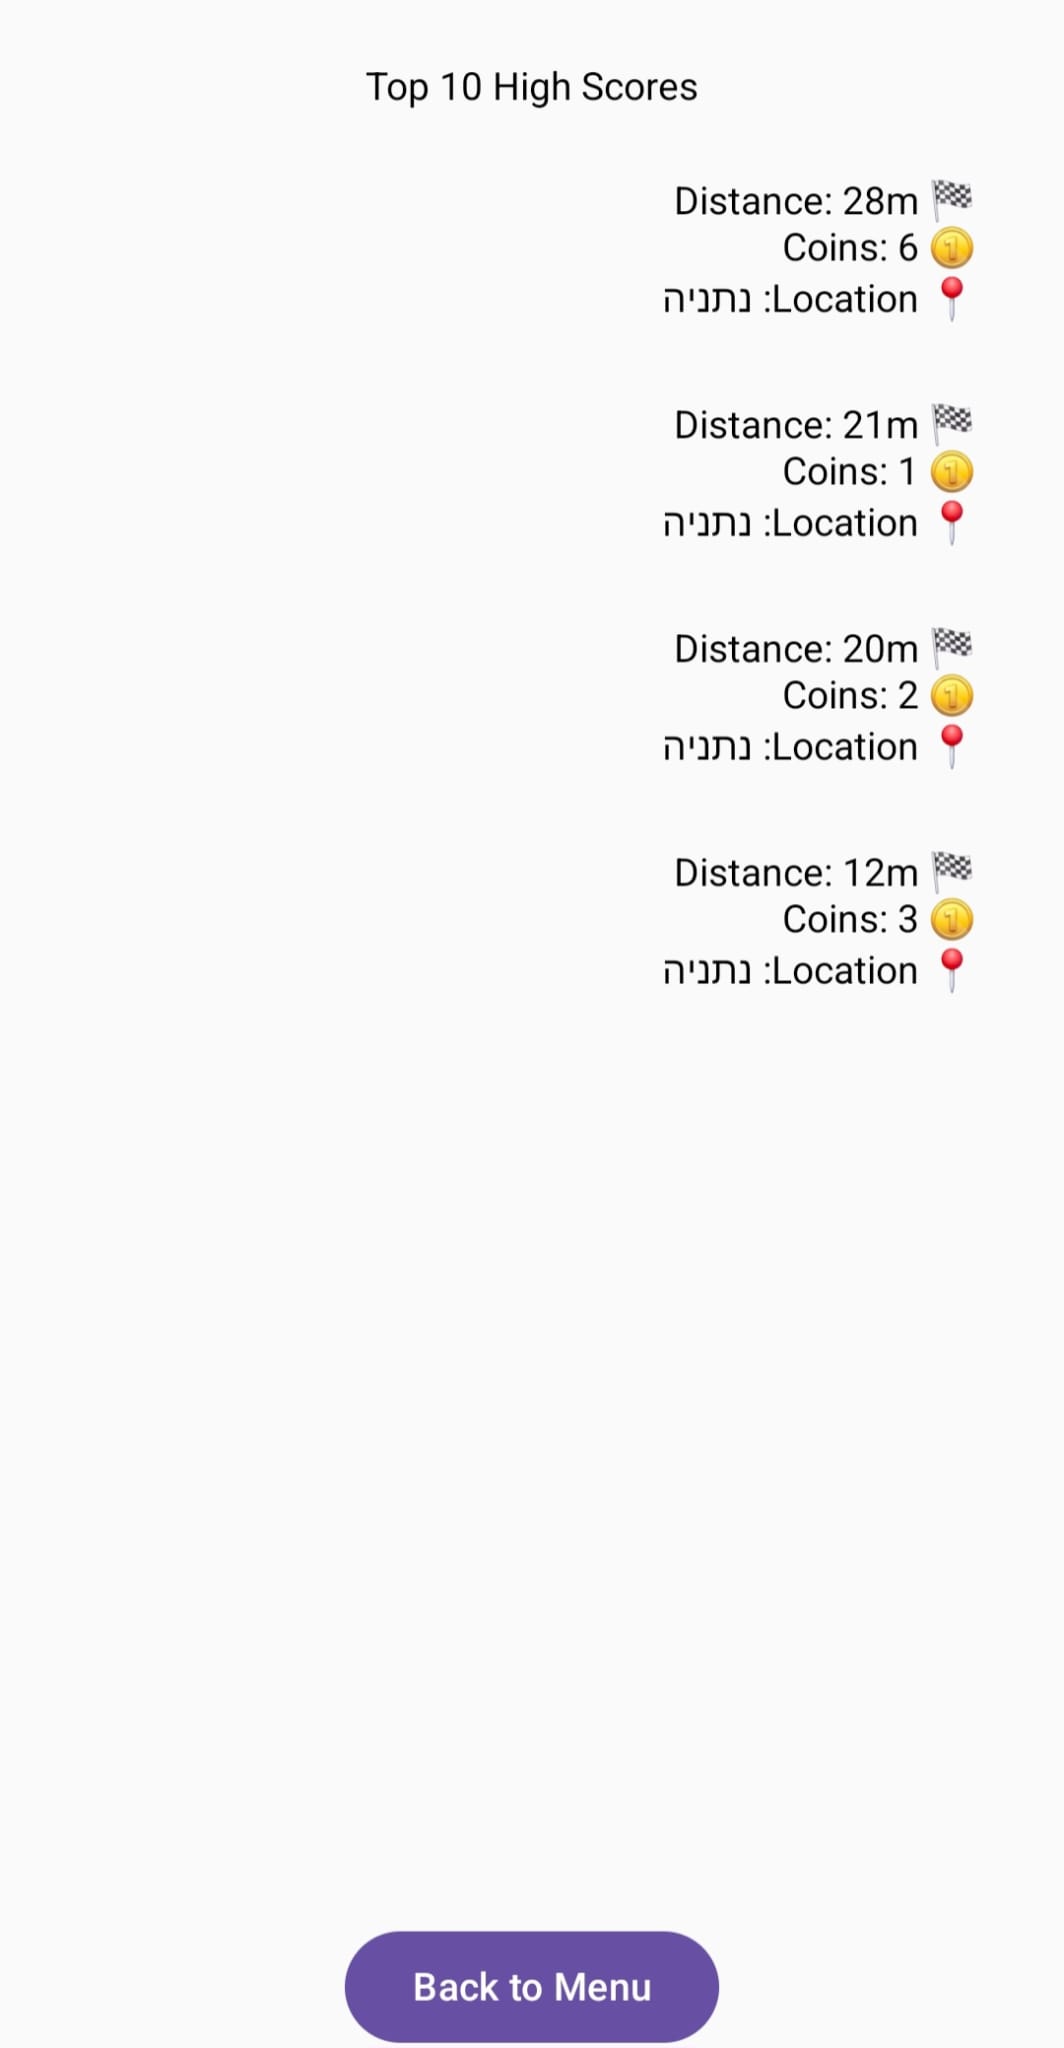 Top 10 High Scores
🏁 Distance: 28m
🪙 Coins: 6
📍 Location: נתניה
🏁 Distance: 21m
🪙 Coins: 1
📍 Location: נתניה
🏁 Distance: 20m
🪙 Coins: 2
📍 Location: נתניה
🏁 Distance: 12m
🪙 Coins: 3
📍 Location: נתניה
Back to Menu